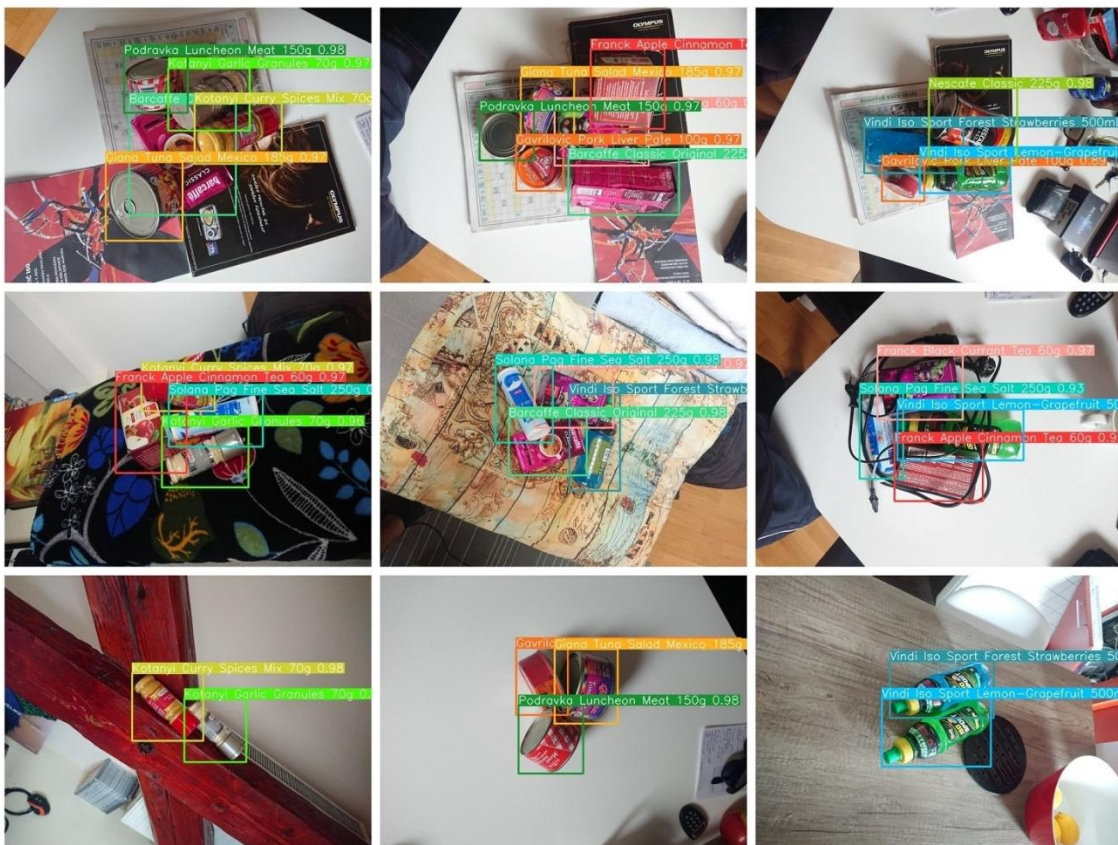 Podravka Luncheon Meat 150g 0.98
Kotanyi Garlic Granules 70g 0.97
Barcaffe
Kotanyi Curry Spices Mix 70g
Giana Tuna Salad Mexico 185g 0.97
barcaffè
CLASSIC
OLYMPUS
OLYMPUS
Franck Apple Cinnamon Te
Giana Tuna Salad Mexico 185g 0.97
Podravka Luncheon Meat 150g 0.97
a 60g
Gavrilovic Pork Liver Pate 100g 0.97
Barcaffe Classic Original 225
Nescafe Classic 225g 0.98
Vindi Iso Sport Forest Strawberries 500ml
Vindi Iso Sport Lemon-Grapefruit
Gavrilovic Pork Liver Pate 100g 0.89
Kotanyi Curry Spices Mix 70g 0.97
Franck Apple Cinnamon Tea 60g 0.97
Solana Pag Fine Sea Salt 250g 0
Kotanyi Garlic Granules 70g 0.96
Solana Pag Fine Sea Salt 250g 0.98
Vindi Iso Sport Forest Strawb
Barcaffe Classic Original 225g 0.98
Franck Black Currant Tea 60g 0.97
Solana Pag Fine Sea Salt 250g 0.93
Vindi Iso Sport Lemon-Grapefruit 50
Franck Apple Cinnamon Tea 60g 0.9
Kotanyi Curry Spices Mix 70g 0.98
Kotanyi Garlic Granules 70g 0.
Gavrilo
Giana Tuna Salad Mexico 185g
Podravka Luncheon Meat 150g 0.98
Vindi Iso Sport Forest Strawberries 50
Vindi Iso Sport Lemon-Grapefruit 500m